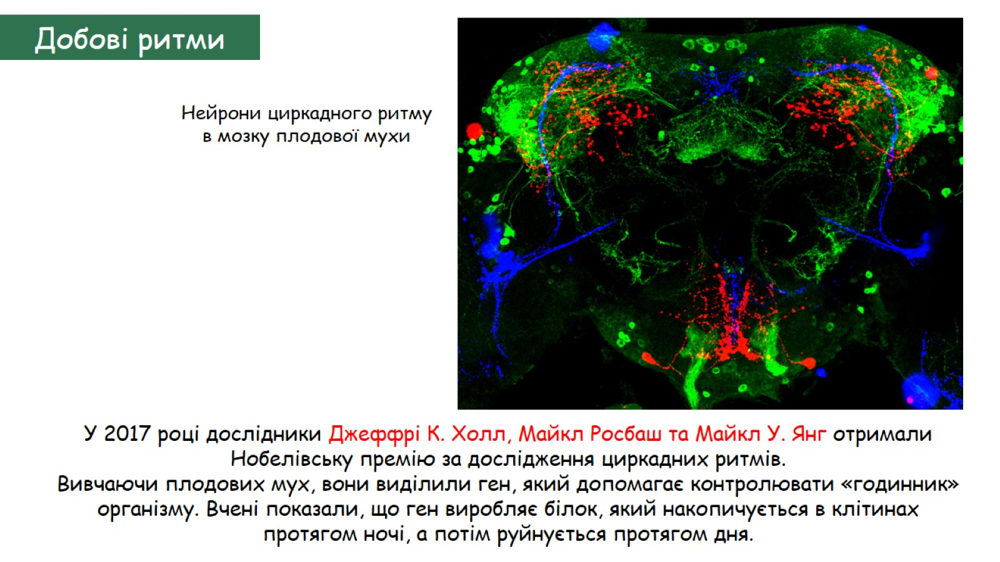 Добові ритми
Нейрони циркадного ритму
в мозку плодової мухи
У 2017 році дослідники Джеффрі К. Холл, Майкл Росбаш та Майкл У. Янг отримали
Нобелівську премію за дослідження циркадних ритмів.
Вивчаючи плодових мух, вони виділили ген, який допомагає контролювати «годинник»
організму. Вчені показали, що ген виробляє білок, який накопичується в клітинах
протягом ночі, а потім руйнується протягом дня.